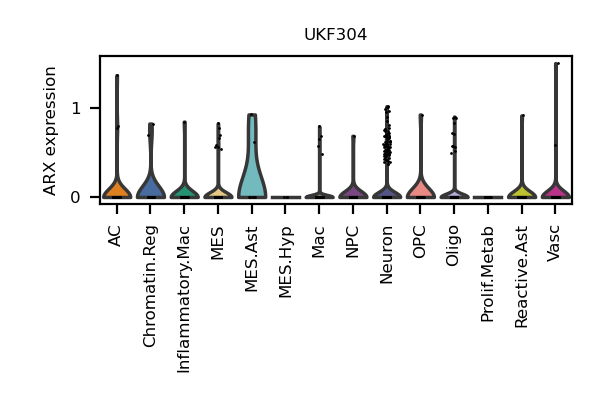 UKF304
ARX expression
1
0
AC
Chromatin.Reg
Inflammatory.Mac
MES
MES.Ast
MES.Hyp
Mac
NPC
Neuron
OPC
Oligo
Prolif.Metab
Reactive.Ast
Vasc